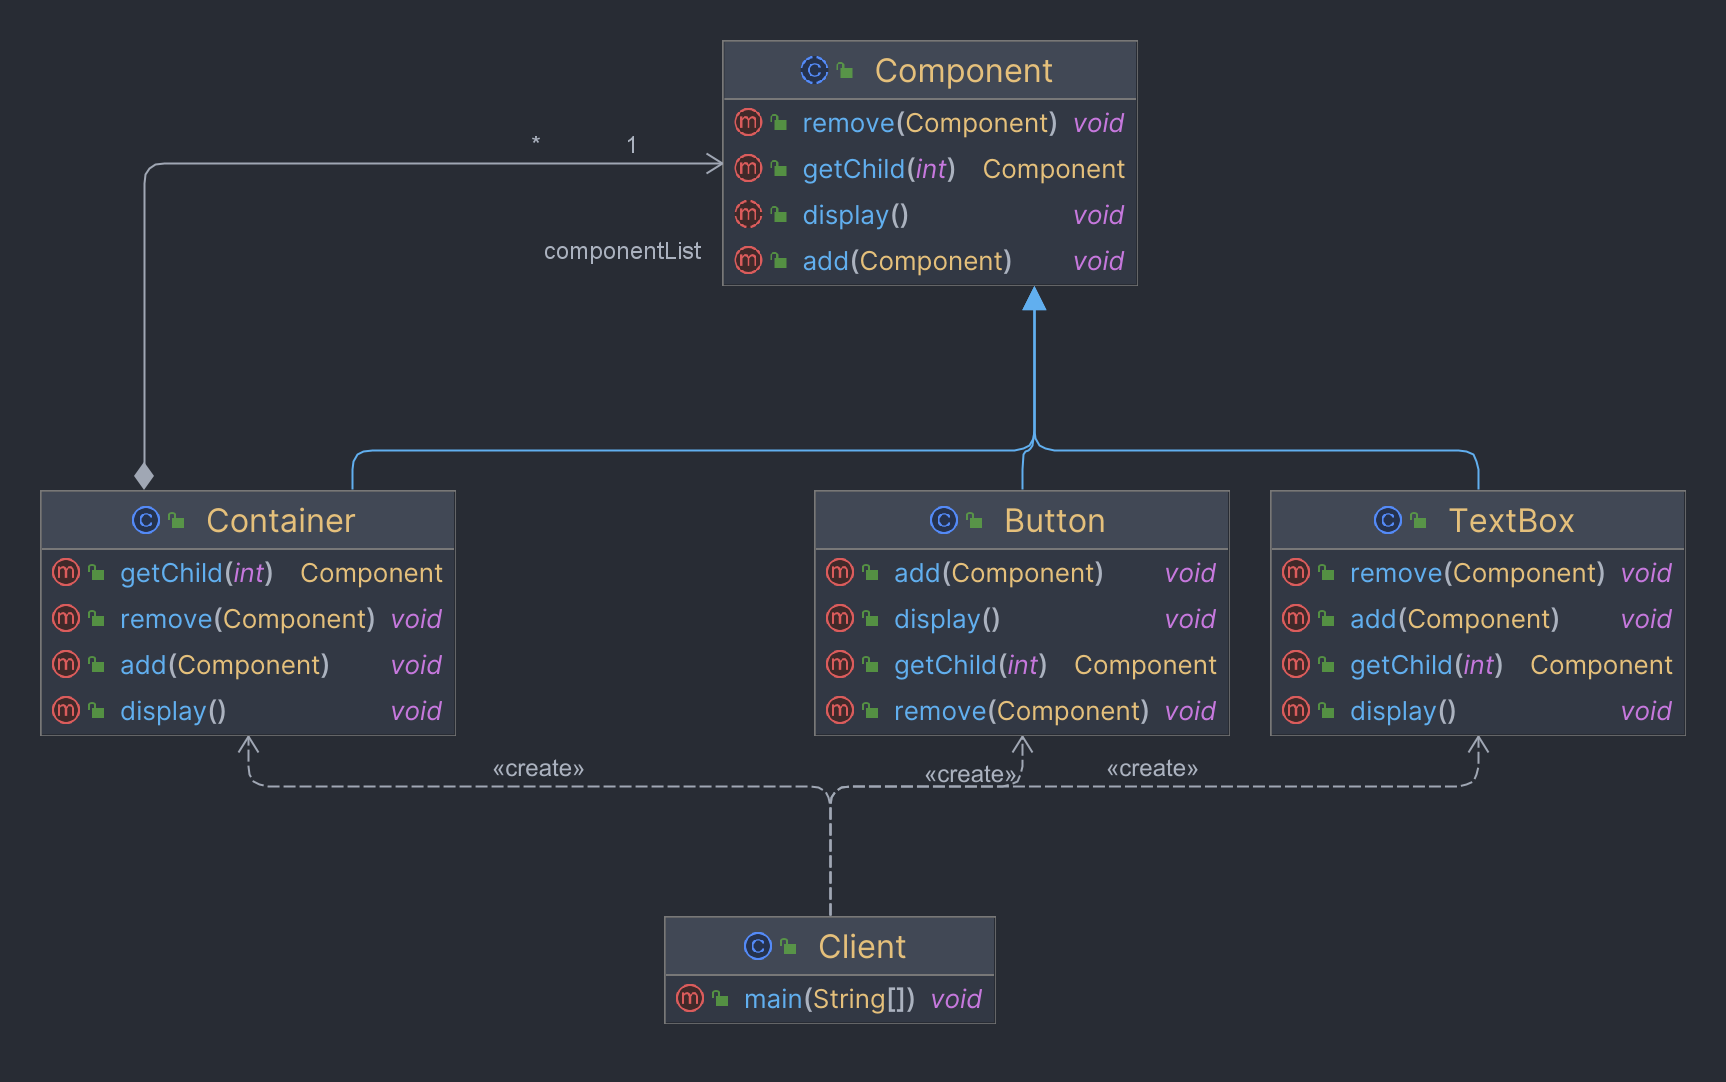 Component
remove(Component) void
getChild(int) Component
display() void
add(Component) void
* 1
componentList
Container
getChild(int) Component
remove(Component) void
add(Component) void
display() void
Button
add(Component) void
display() void
getChild(int) Component
remove(Component) void
TextBox
remove(Component) void
add(Component) void
getChild(int) Component
display() void
«create»
«create»
«create»
Client
main(String[]) void